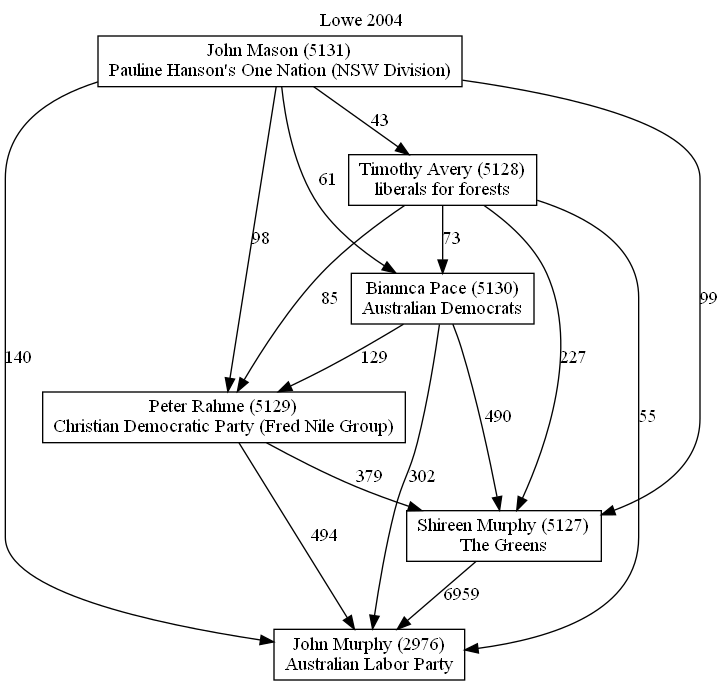 Lowe 2004
John Mason (5131)
Pauline Hanson's One Nation (NSW Division)
43
Timothy Avery (5128)
liberals for forests
61
98
73
85
99
Biannca Pace (5130)
Australian Democrats
140
129
227
Peter Rahme (5129)
Christian Democratic Party (Fred Nile Group)
490
55
379
302
494
Shireen Murphy (5127)
The Greens
6959
John Murphy (2976)
Australian Labor Party